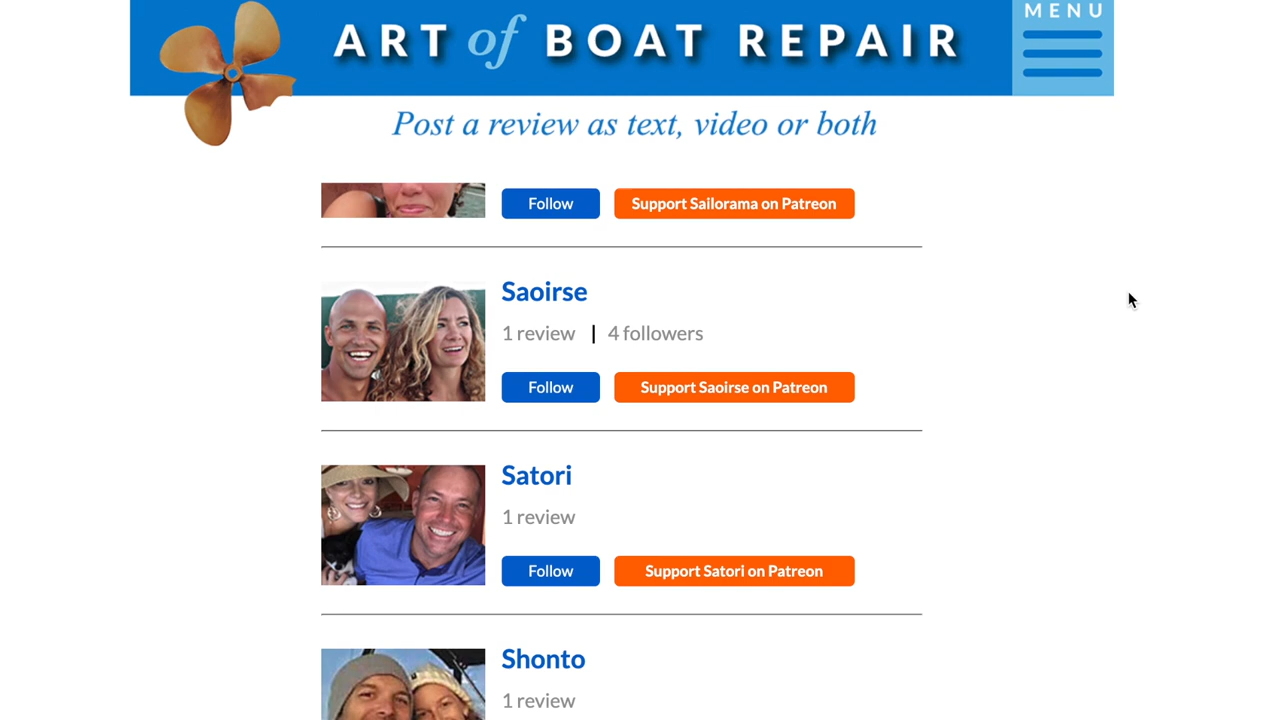 MENU
ART of BOAT REPAIR
Post a review as text, video or both
Follow
Support Sailorama on Patreon
Saoirse
1 review | 4 followers
Follow
Support Saoirse on Patreon
Satori
1 review
Follow
Support Satori on Patreon
Shonto
1 review